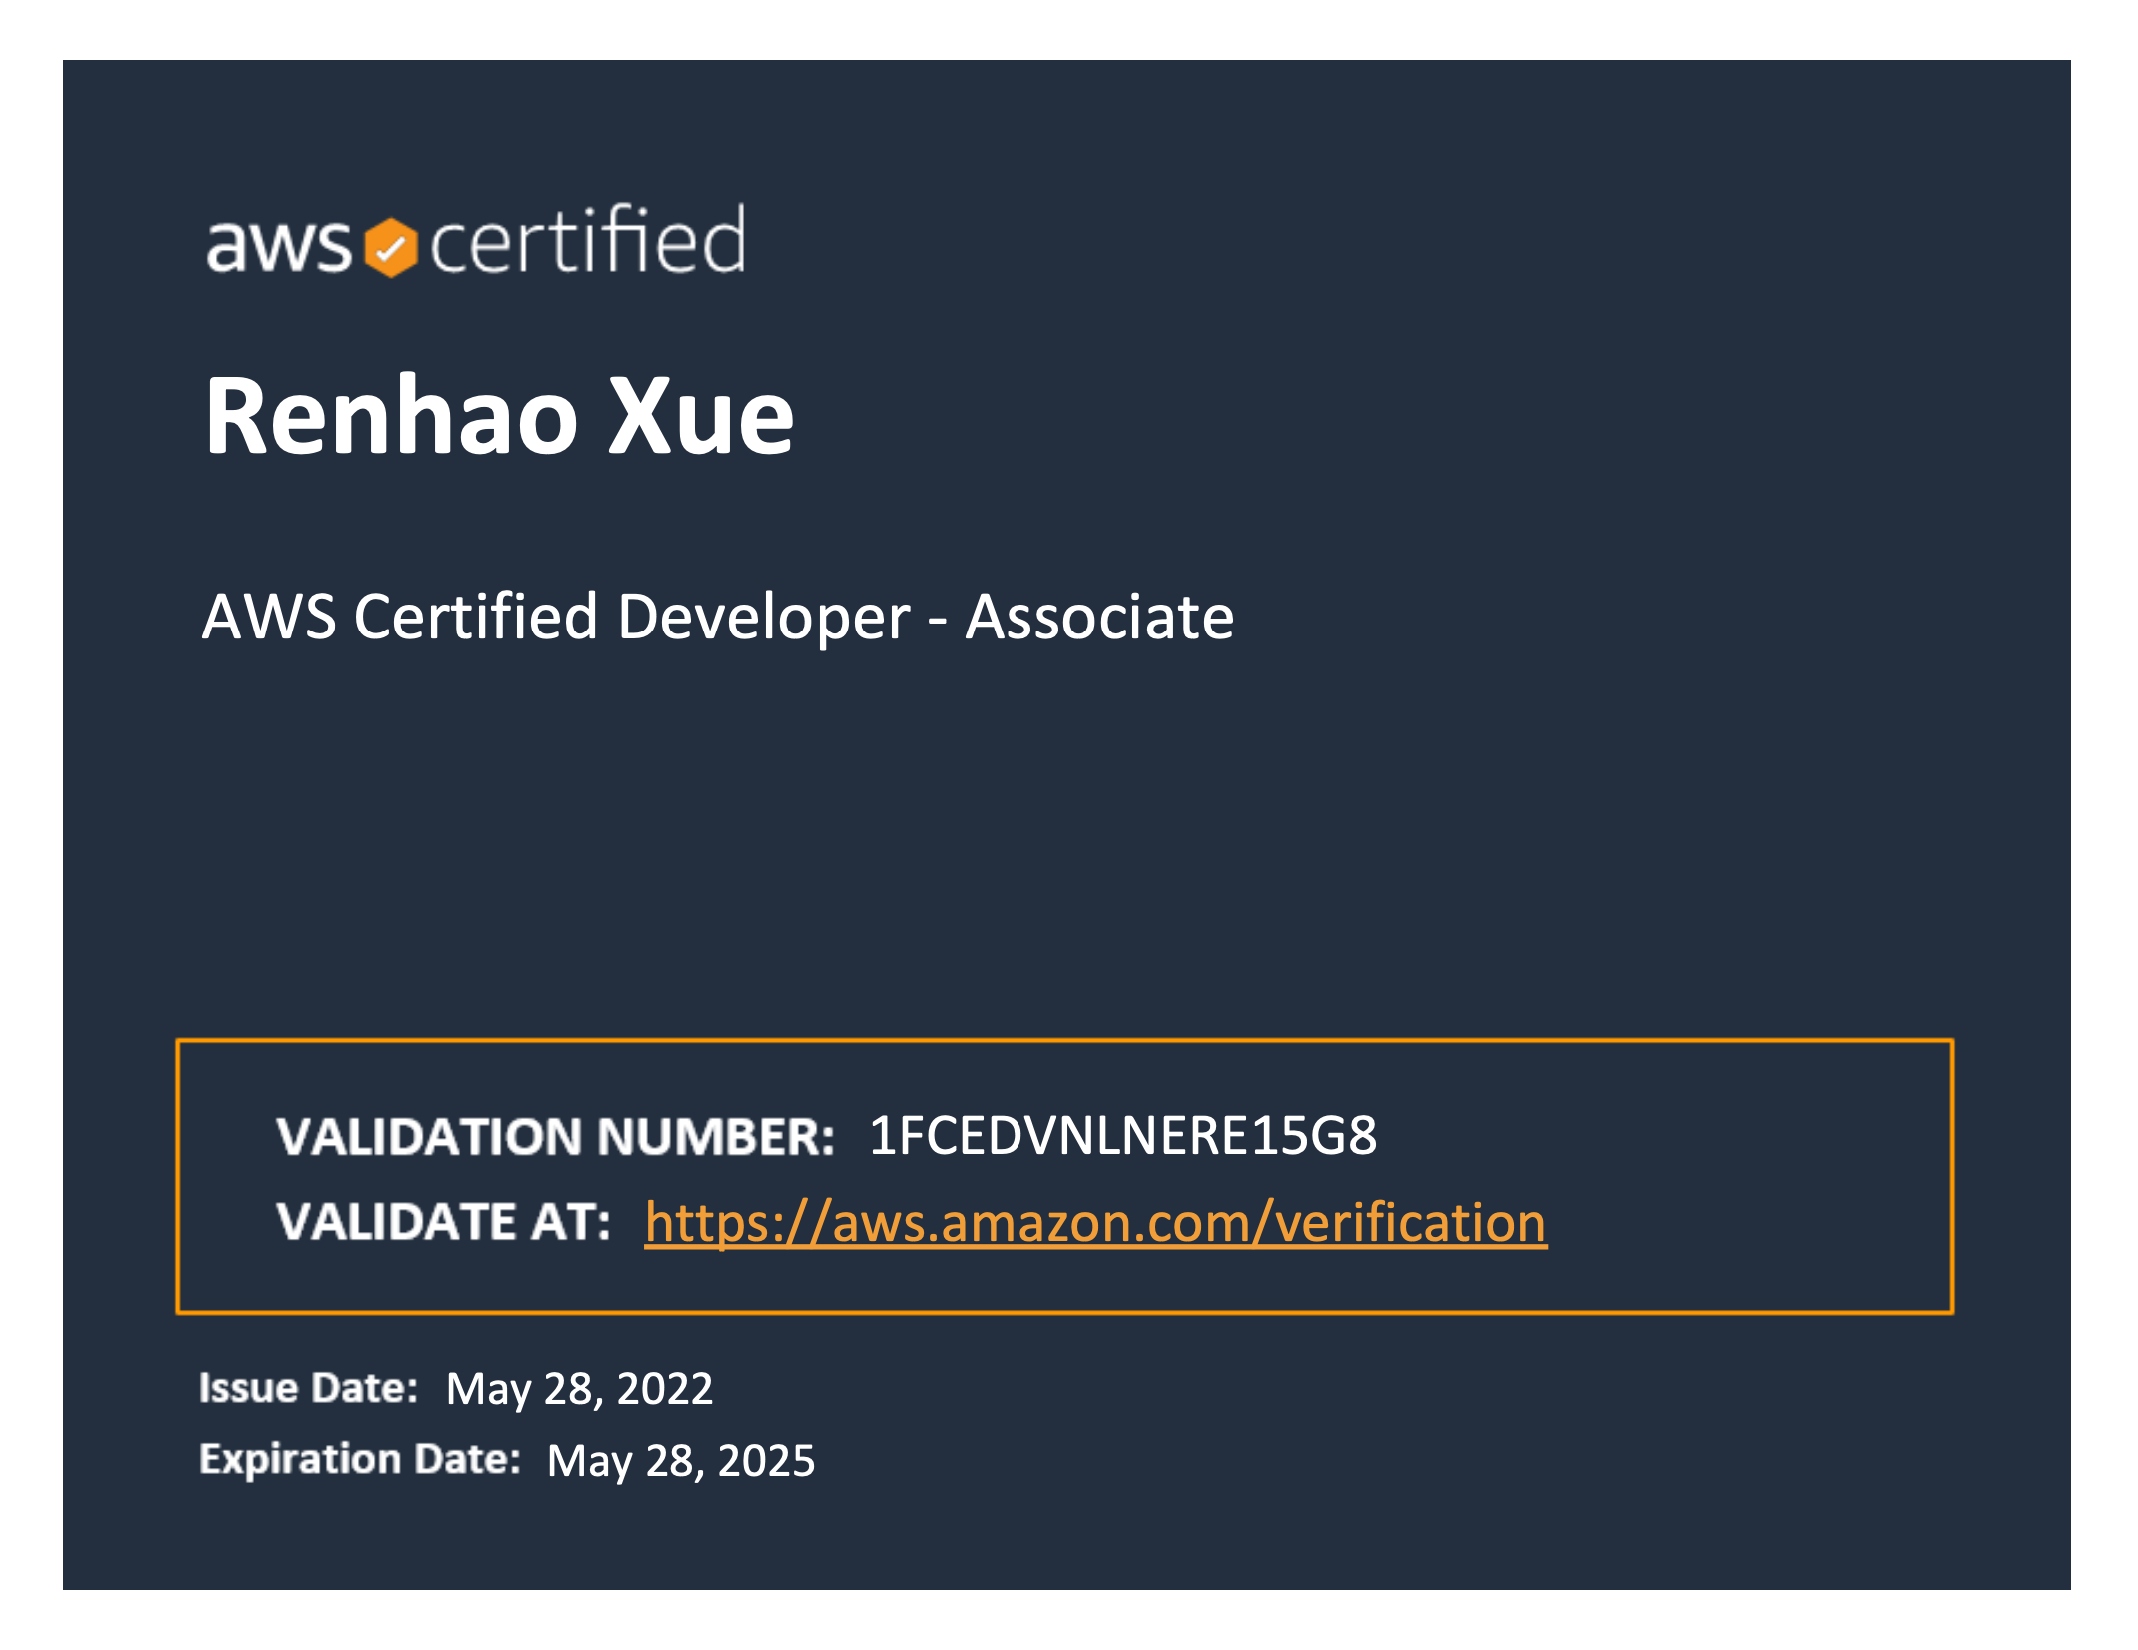 aws certified
Renhao Xue
AWS Certified Developer - Associate
VALIDATION NUMBER: 1FCEDVNLNERE15G8
VALIDATE AT: https://aws.amazon.com/verification
Issue Date: May 28, 2022
Expiration Date: May 28, 2025